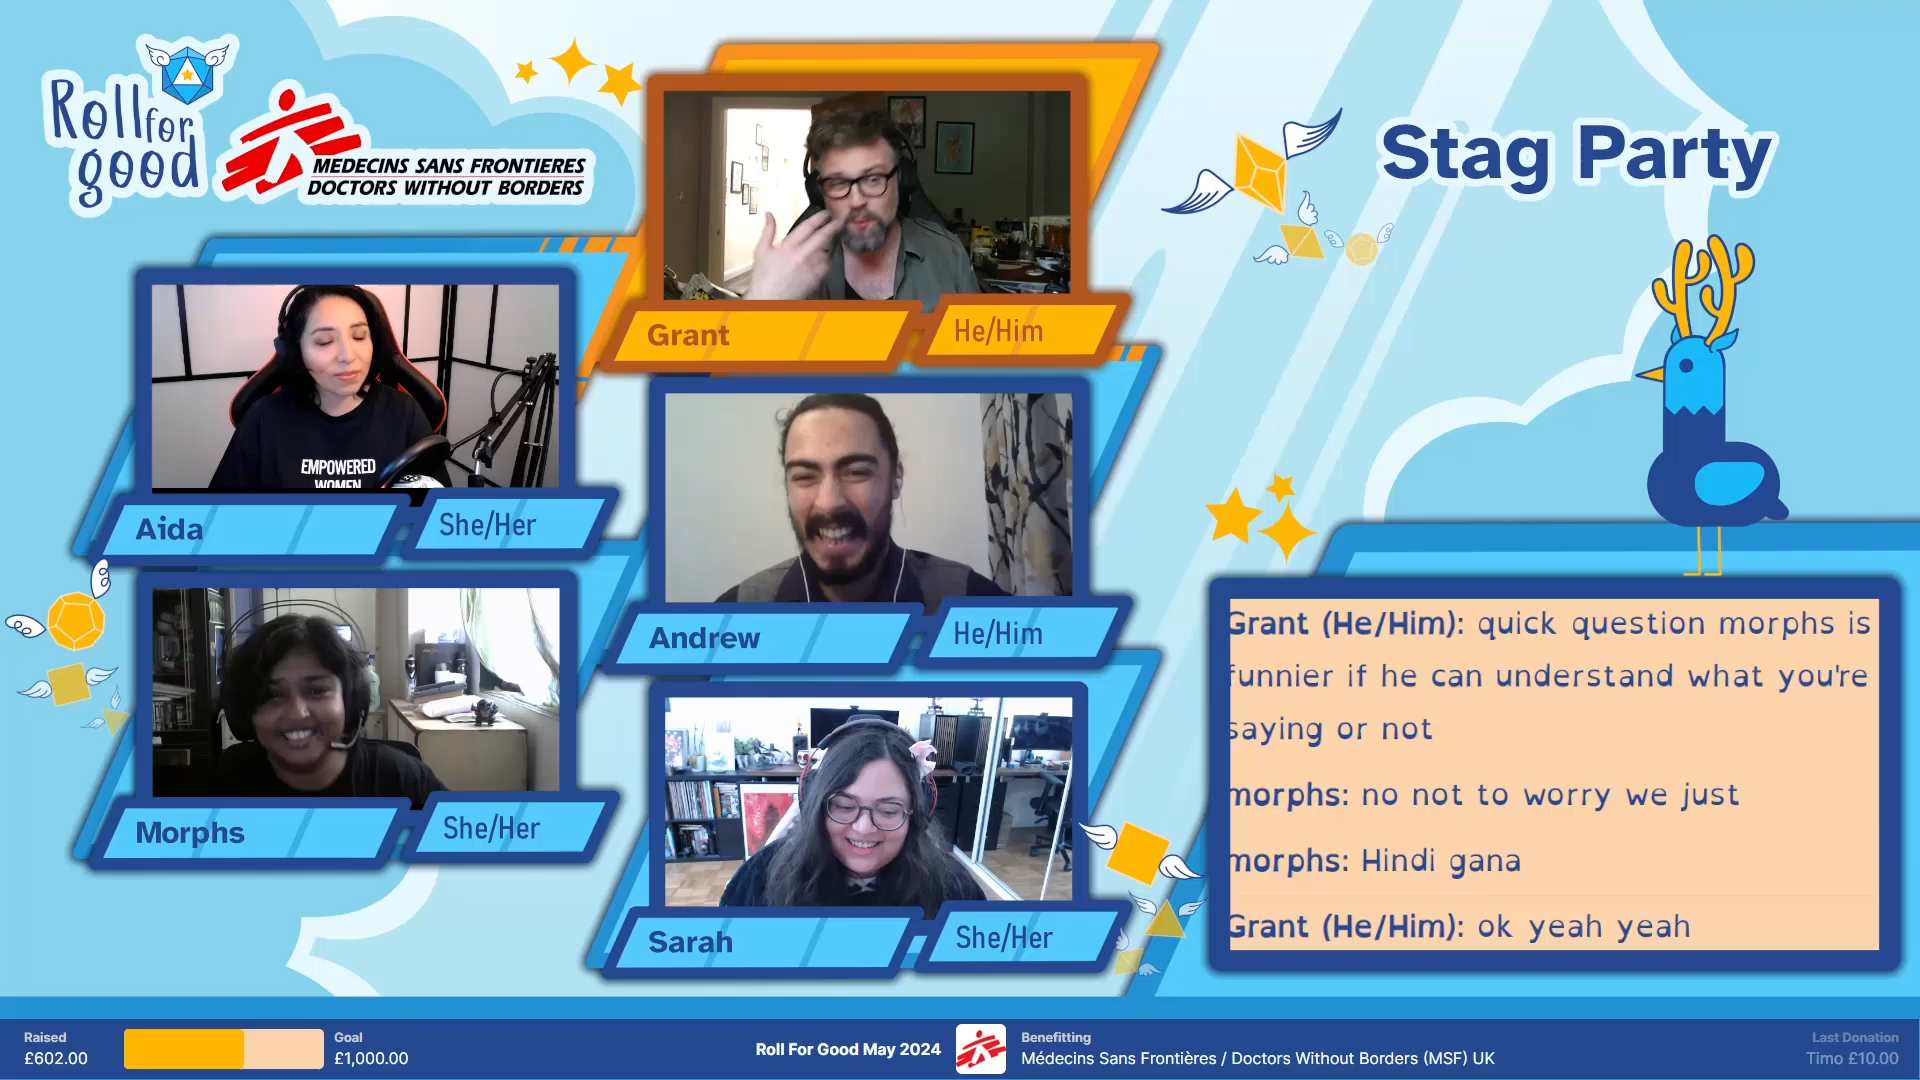 Roll for
good
MEDECINS SANS FRONTIERES
DOCTORS WITHOUT BORDERS
Stag Party
Grant
He/Him
EMPOWERED
WOMEN
Aida
She/Her
Andrew
He/Him
Morphs
She/Her
Sarah
She/Her
Grant (He/Him): quick question morphs is
funnier if he can understand what you're
saying or not
morphs: no not to worry we just
morphs: Hindi gana
Grant (He/Him): ok yeah yeah
Raised
£602.00
Goal
£1,000.00
Roll For Good May 2024
Benefitting
Médecins Sans Frontières / Doctors Without Borders (MSF) UK
Last Donation
Timo £10.00